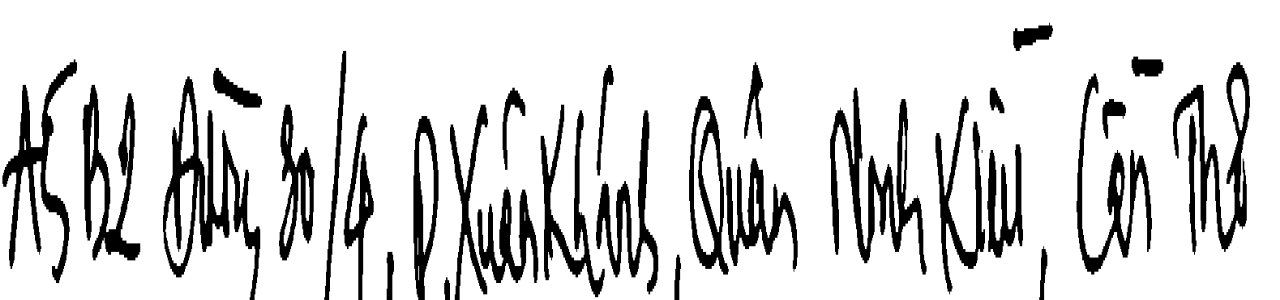 A5 B2 Đường 30/4, P. Xuân Khánh, Quận Ninh Kiều, Cần Thơ